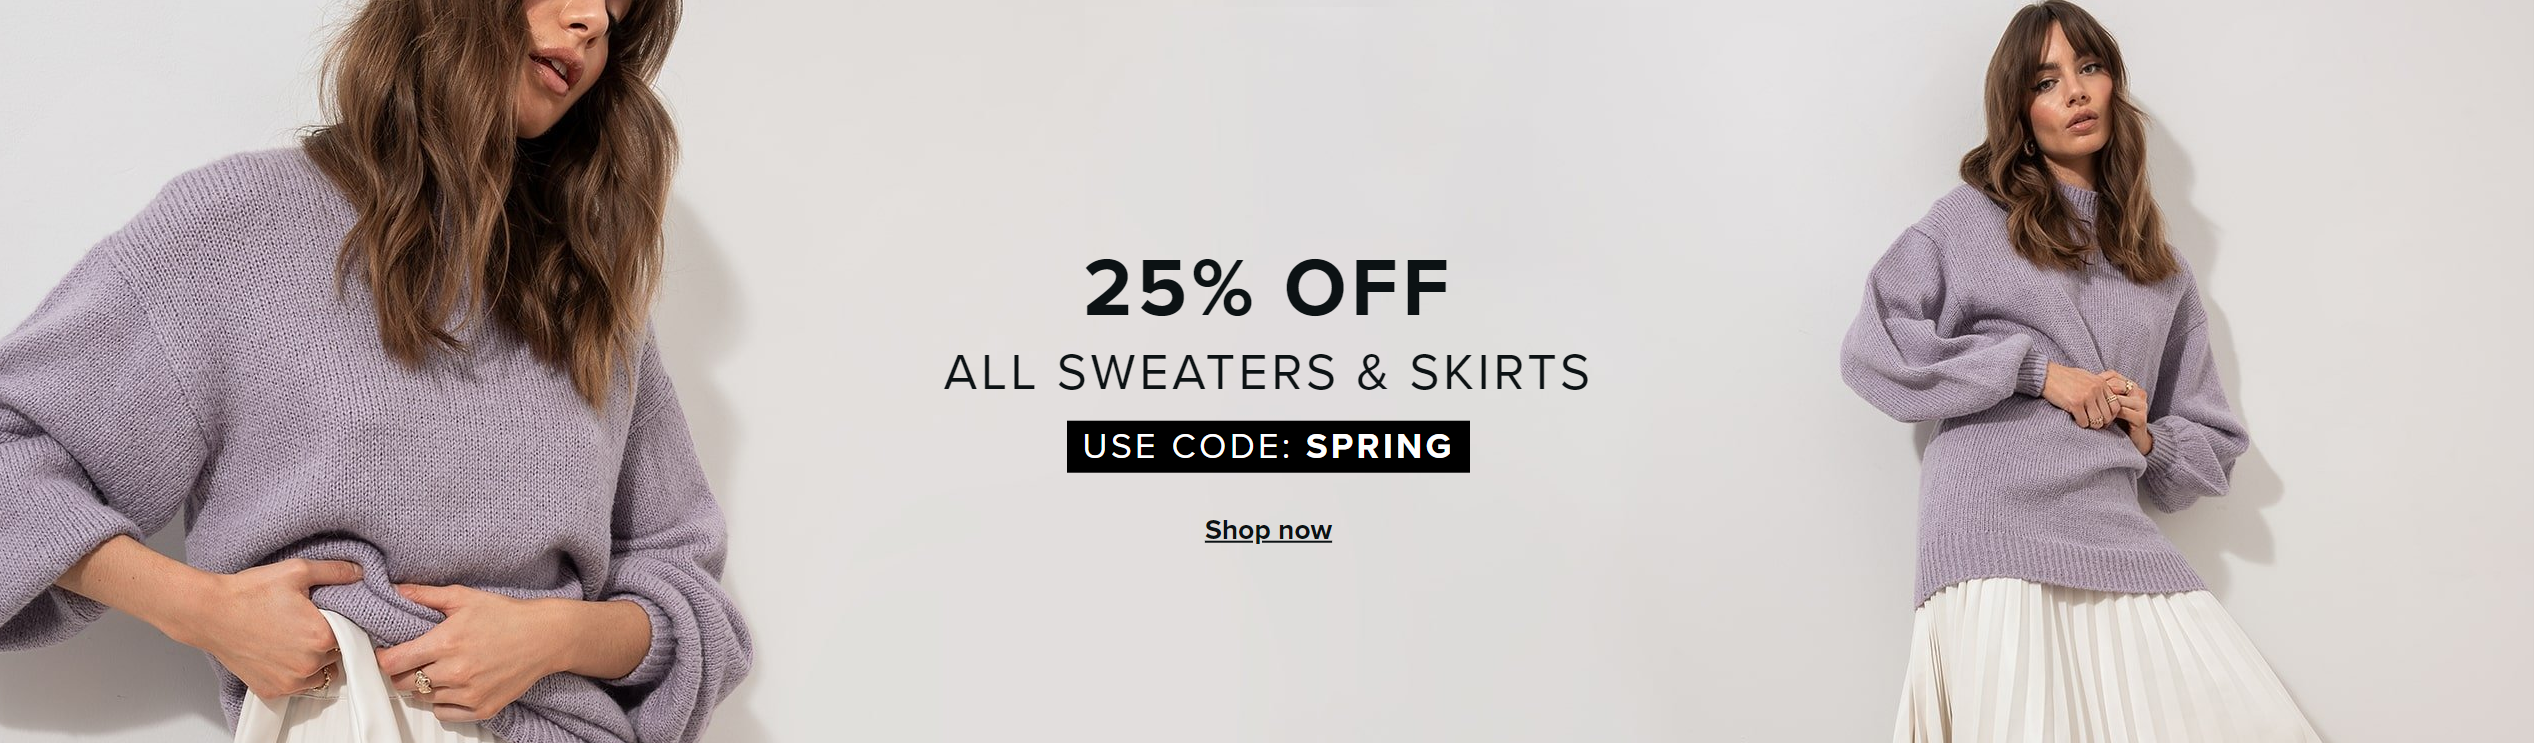 25% OFF
ALL SWEATERS & SKIRTS
USE CODE: SPRING
Shop now